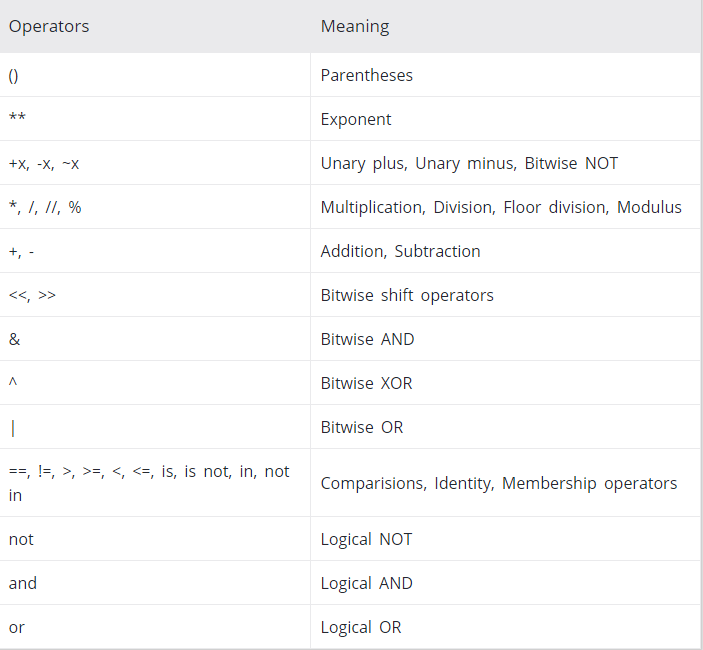 Operators Meaning
() Parentheses
** Exponent
+x, -x, ~x Unary plus, Unary minus, Bitwise NOT
*, /, //, % Multiplication, Division, Floor division, Modulus
+, - Addition, Subtraction
<<, >> Bitwise shift operators
& Bitwise AND
^ Bitwise XOR
| Bitwise OR
==, !=, >, >=, <, <=, is, is not, in, not
in
Comparisions, Identity, Membership operators
not Logical NOT
and Logical AND
or Logical OR